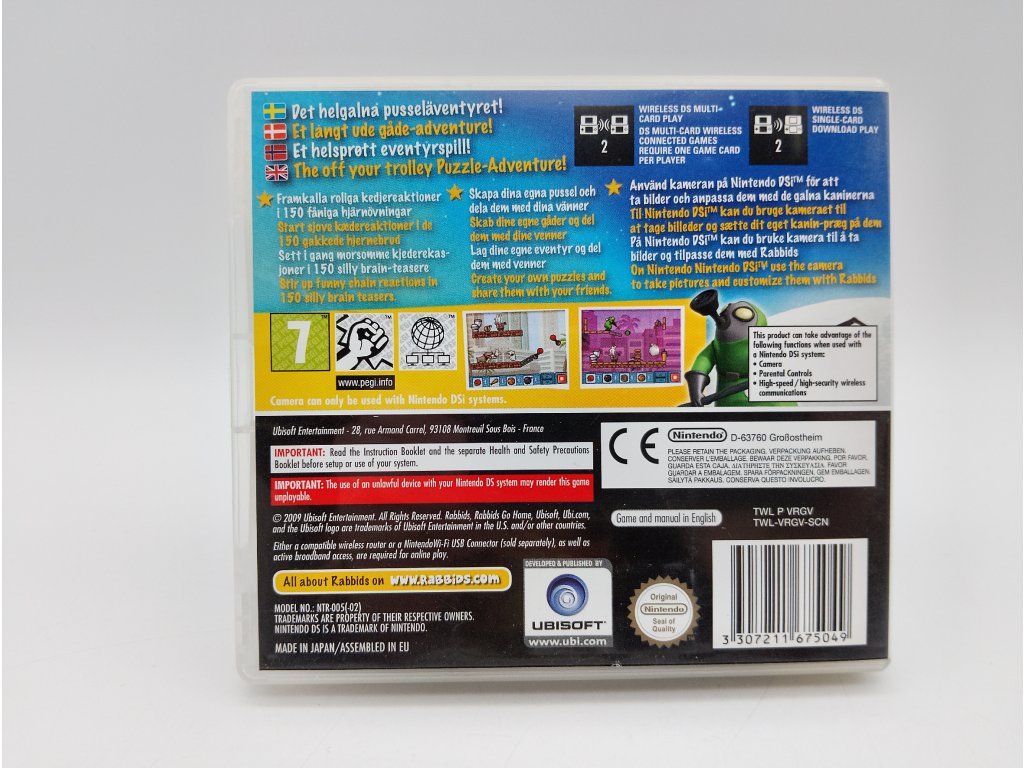 Det helgalna pusseläventyret!
Et langt ude gåde-adventure!
Et helsprøtt eventyrspill!
The off your trolley Puzzle-Adventure!
2
WIRELESS DS MULTI-
CARD PLAY
DS MULTI-CARD WIRELESS
CONNECTED GAMES
REQUIRE ONE GAME CARD
PER PLAYER
2
WIRELESS DS
SINGLE-CARD
DOWNLOAD PLAY
Framkalla roliga kedjereaktioner
i 150 fåniga hjärnövningar
Start sjove kædereaktioner i de
150 gakkede hjernebrud
Sett i gang morsomme kjederekas-
joner i 150 silly brain-teasere
Stir up funny chain reactions in
150 silly brain teasers.
Skapa dina egna pussel och
dela dem med dina vänner
Skab dine egne gåder og del
dem med dine venner
Lag dine egne eventyr og del
dem med venner
Create your own puzzles and
share them with your friends.
Använd kameran på Nintendo DSi™ för att
ta bilder och anpassa dem med de galna kaninerna
Til Nintendo DSi™ kan du bruge kameraet til
at tage billeder og sætte dit eget kanin-præg på dem
På Nintendo DSi™ kan du bruke kamera til å ta
bilder og tilpasse dem med Rabbids
On Nintendo Nintendo DSi™ use the camera
to take pictures and customize them with Rabbids
7
www.pegi.info
Camera can only be used with Nintendo DSi systems.
This product can take advantage of the
following functions when used with
a Nintendo DSi system:
• Camera
• Parental Controls
• High-speed / high-security wireless
communications
Ubisoft Entertainment - 28, rue Armand Carrel, 93108 Montreuil Sous Bois - France
IMPORTANT: Read the Instruction Booklet and the separate Health and Safety Precautions
Booklet before setup or use of your system.
IMPORTANT: The use of an unlawful device with your Nintendo DS system may render this game
unplayable.
© 2009 Ubisoft Entertainment. All Rights Reserved. Rabbids, Rabbids Go Home, Ubisoft, Ubi.com,
and the Ubisoft logo are trademarks of Ubisoft Entertainment in the U.S. and/or other countries.
Either a compatible wireless router or a NintendoWi-Fi USB Connector (sold separately), as well as
active broadband access, are required for online play.
All about Rabbids on www.RaBBiDS.com
MODEL NO.: NTR-005(-02)
TRADEMARKS ARE PROPERTY OF THEIR RESPECTIVE OWNERS.
NINTENDO DS IS A TRADEMARK OF NINTENDO.
MADE IN JAPAN/ASSEMBLED IN EU
CE
Nintendo D-63760 Großostheim
PLEASE RETAIN THE PACKAGING. VERPACKUNG AUFHEBEN.
CONSERVER L'EMBALLAGE. BEWAAR DEZE VERPAKKING. POR FAVOR,
GUARDA ESTA CAJA. ΔΙΑΤΗΡΗΣΤΕ ΤΗΝ ΣΥΣΚΕΥΑΣΙΑ. FAVOR
GUARDAR A EMBALAGEM. SPARA FÖRPACKNINGEN. GEM EMBALLAGEN.
SÄILYTÄ PAKKAUS. CONSERVA QUESTO INVOLUCRO.
Game and manual in English
TWL P VRGV
TWL-VRGV-SCN
DEVELOPED & PUBLISHED BY
UBISOFT
www.ubi.com
Original
Nintendo
Seal of
Quality
3 307211 675049